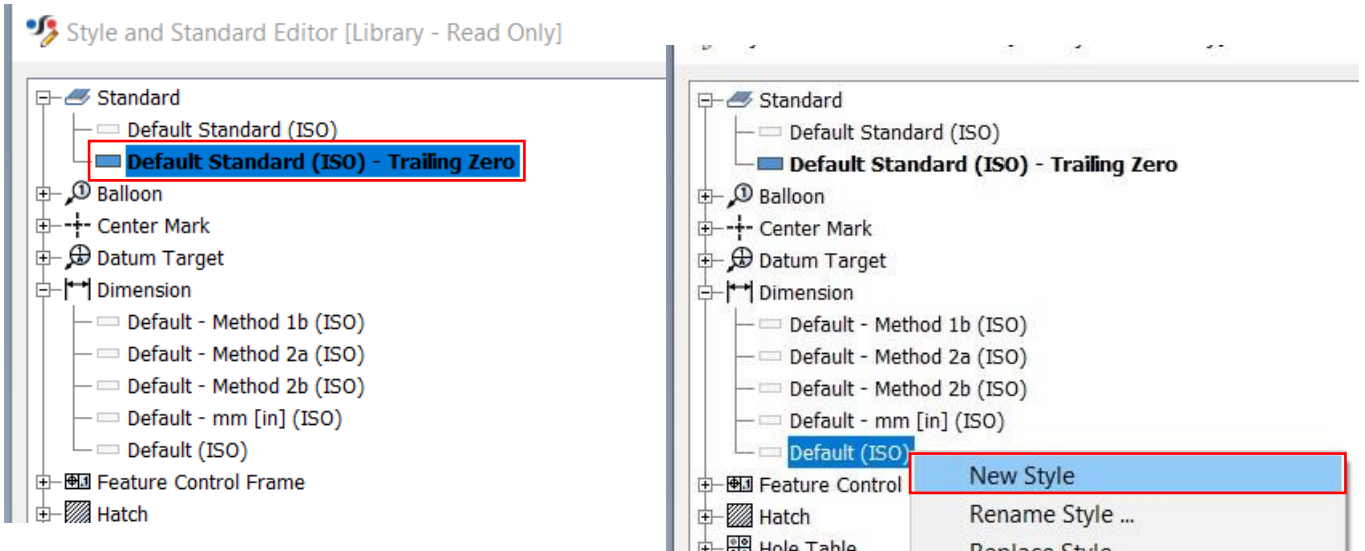 Style and Standard Editor [Library - Read Only]
Standard
Default Standard (ISO)
Default Standard (ISO) - Trailing Zero
Balloon
Center Mark
Datum Target
Dimension
Default - Method 1b (ISO)
Default - Method 2a (ISO)
Default - Method 2b (ISO)
Default - mm [in] (ISO)
Default (ISO)
Feature Control Frame
Hatch
Standard
Default Standard (ISO)
Default Standard (ISO) - Trailing Zero
Balloon
Center Mark
Datum Target
Dimension
Default - Method 1b (ISO)
Default - Method 2a (ISO)
Default - Method 2b (ISO)
Default - mm [in] (ISO)
Default (ISO)
Feature Control
Hatch
Hole Table
New Style
Rename Style ...
Replace Style